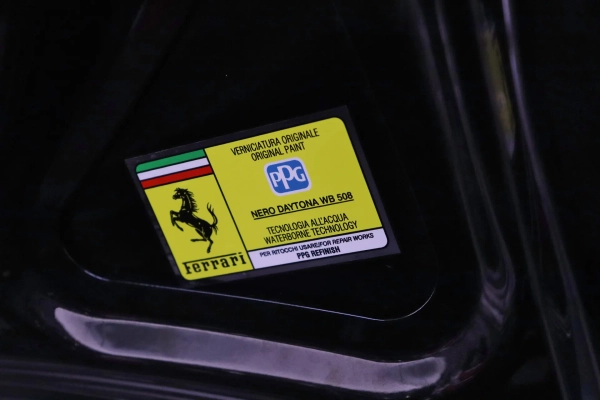 VERNICIATURA ORIGINALE
ORIGINAL PAINT
PPG
NERO DAYTONA WB 508
TECNOLOGIA ALL'ACQUA
WATERBORNE TECHNOLOGY
PER RITOCCHI USARE/FOR REPAIR WORKS
PPG REFINISH
Ferrari